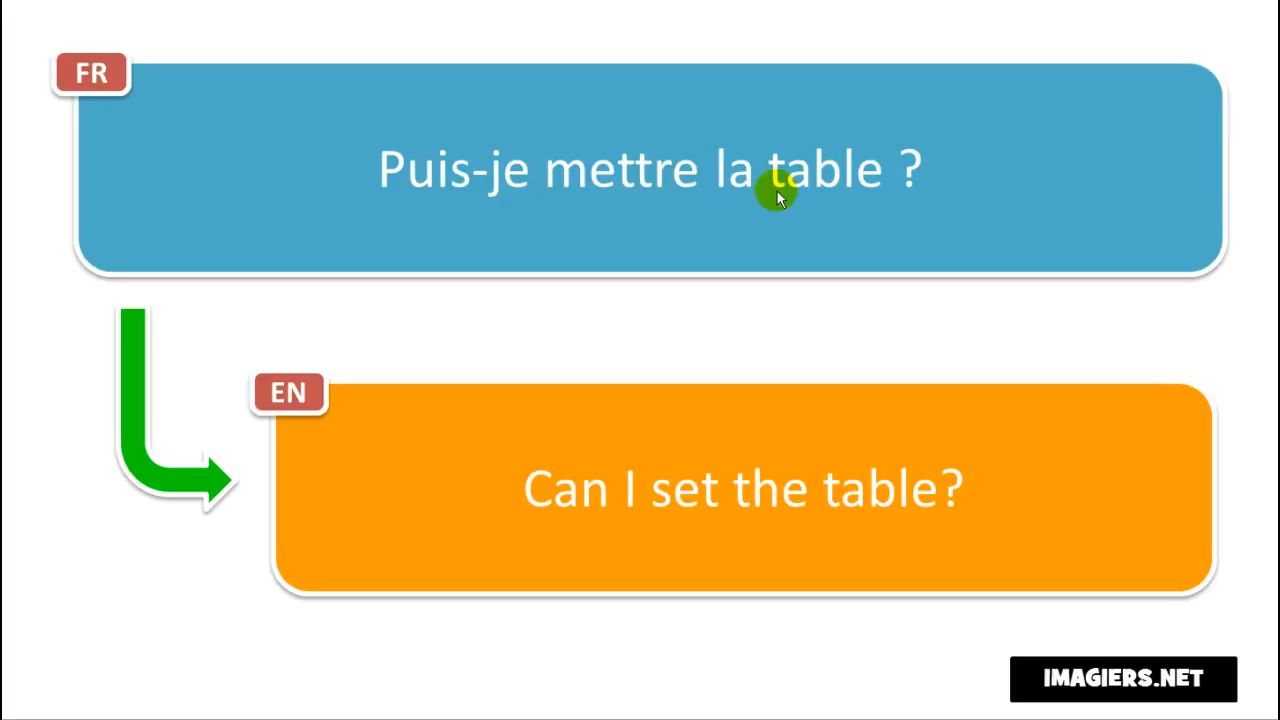 FR
Puis-je mettre la table ?
EN
Can I set the table?
IMAGIERS.NET